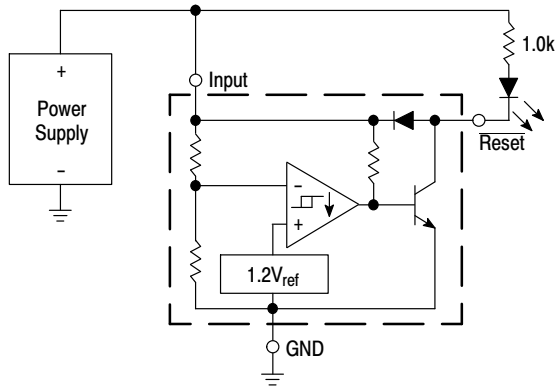 1.0k
Input
+
Power
Supply
-
Reset
-
+
1.2Vref
GND